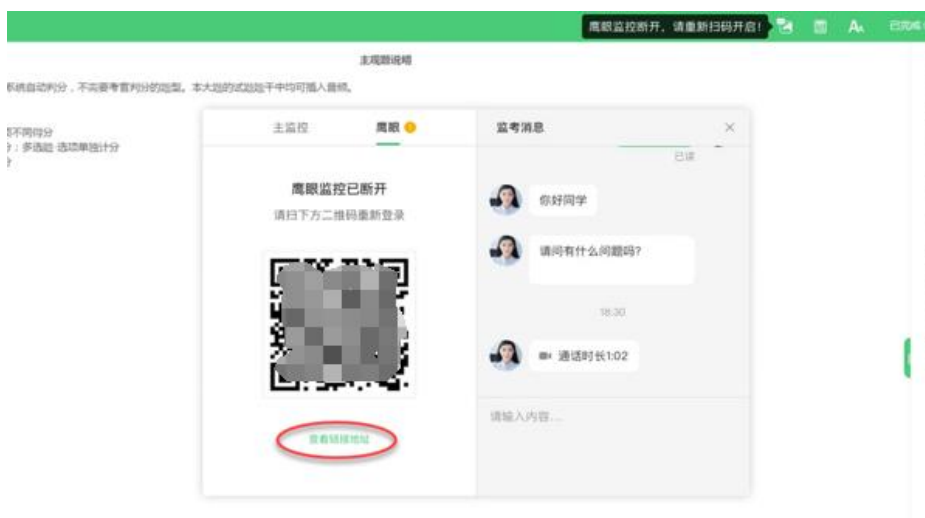 鹰眼监控断开，请重新扫码开启！
已完成
主观题说明
系统自动判分，不需要考官判分的题型。本大题的试题题干中均可插入音频。
不同得分
：多选题-选项单独计分
主监控
鹰眼
监考消息
已读
鹰眼监控已断开
请扫下方二维码重新登录
你好同学
请问有什么问题吗？
18:30
通话时长1:02
查看链接地址
请输入内容...